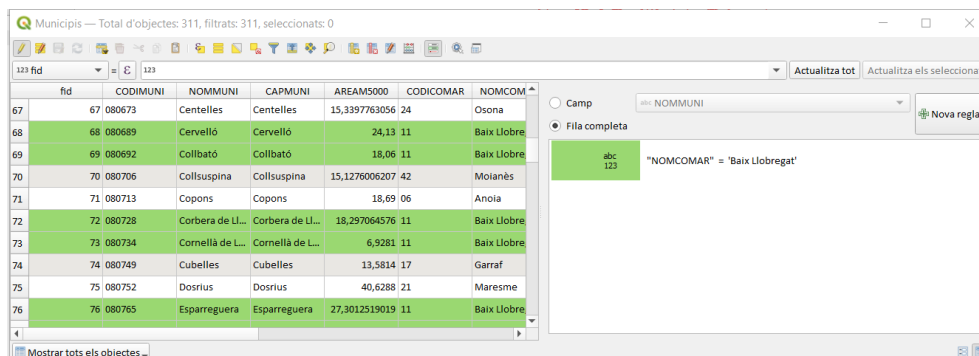 Municipis — Total d'objectes: 311, filtrats: 311, seleccionats: 0
123 fid = ε 123 Actualitza tot Actualitza els selecciona
fid CODIMUNI NOMMUNI CAPMUNI AREAM5000 CODICOMAR NOMCOM
67 67 080673 Centelles Centelles 15,3397763056 24 Osona
68 68 080689 Cervelló Cervelló 24,13 11 Baix Llobre
69 69 080692 Collbató Collbató 18,06 11 Baix Llobre
70 70 080706 Collsuspina Collsuspina 15,1276006207 42 Moianès
71 71 080713 Copons Copons 18,69 06 Anoia
72 72 080728 Corbera de Ll... Corbera de Ll... 18,297064576 11 Baix Llobre
73 73 080734 Cornellà de L... Cornellà de L... 6,9281 11 Baix Llobre
74 74 080749 Cubelles Cubelles 13,5814 17 Garraf
75 75 080752 Dosrius Dosrius 40,6288 21 Maresme
76 76 080765 Esparreguera Esparreguera 27,3012519019 11 Baix Llobre
Mostrar tots els objectes
Camp abc NOMMUNI
Fila completa
Nova regla
abc
123
"NOMCOMAR" = 'Baix Llobregat'